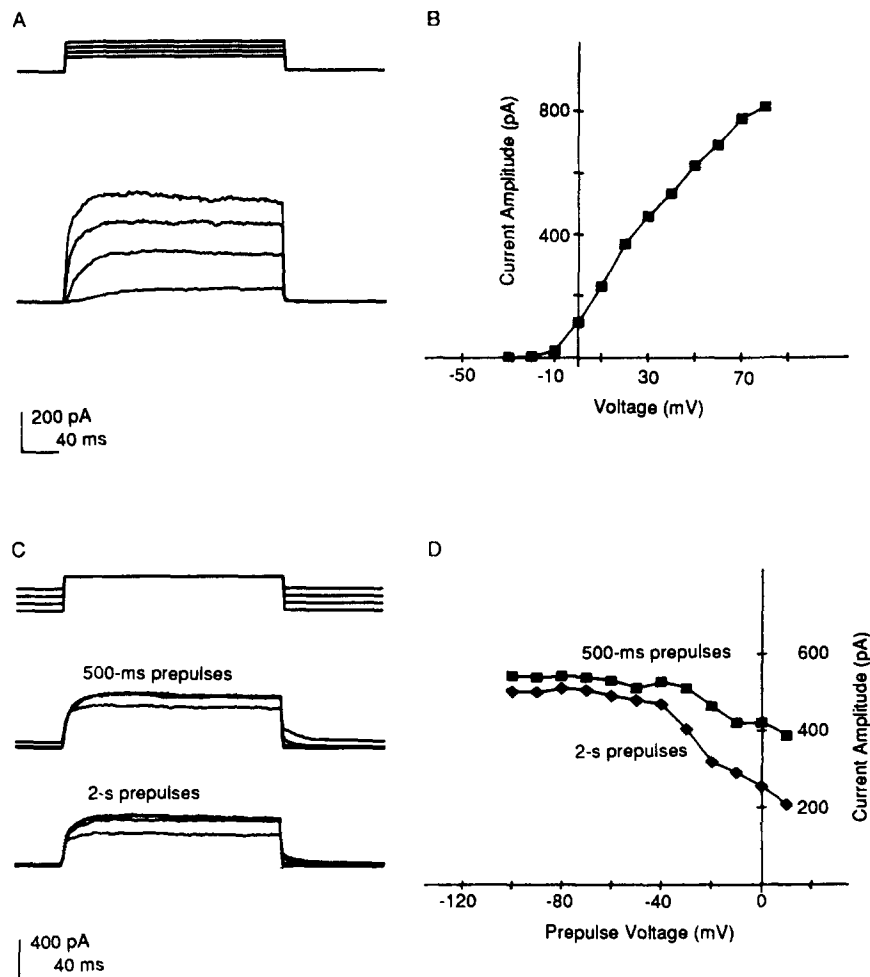 A
B
Current Amplitude (pA)
800
400
-50
-10
30
70
Voltage (mV)
200 pA
40 ms
C
500-ms prepulses
2-s prepulses
400 pA
40 ms
D
500-ms prepulses
2-s prepulses
600
400
200
Current Amplitude (pA)
-120
-80
-40
0
Prepulse Voltage (mV)